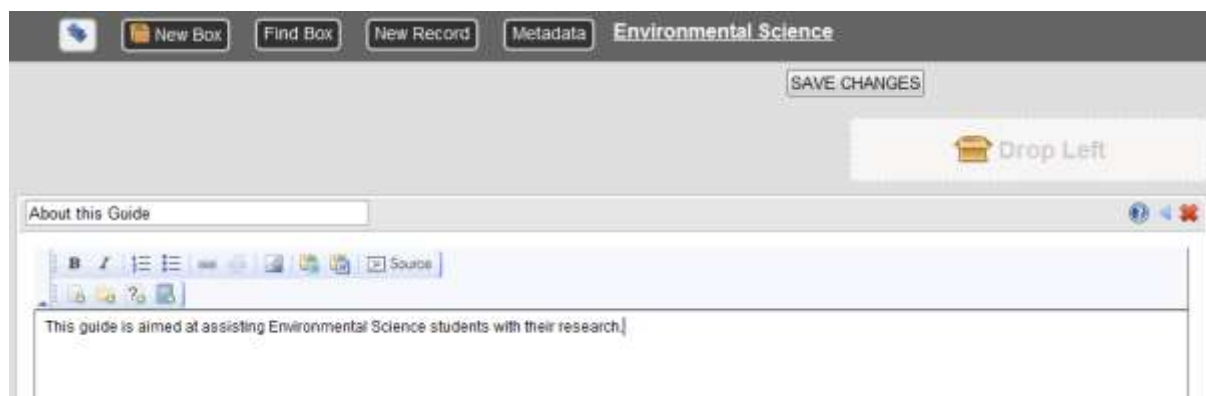 New Box Find Box New Record Metadata Environmental Science
SAVE CHANGES
Drop Left
About this Guide
B I Source
?
This guide is aimed at assisting Environmental Science students with their research.